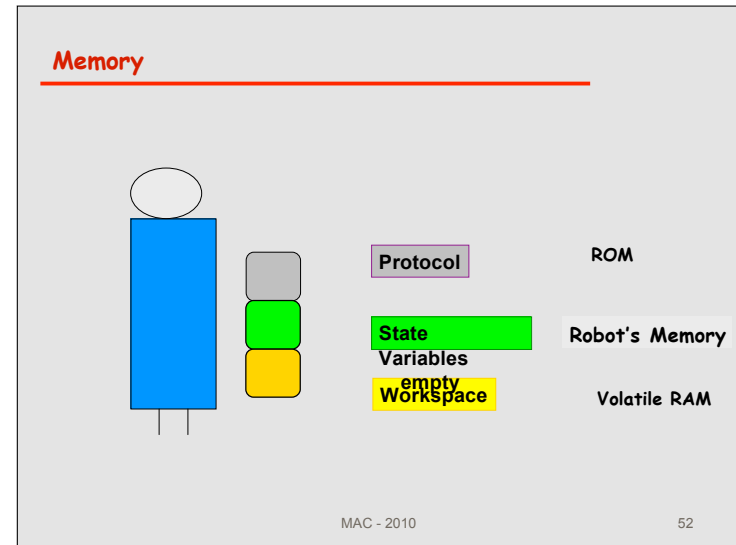 Memory
Protocol
ROM
State
Robot's Memory
Variables
empty
Workspace
Volatile RAM
MAC - 2010
52